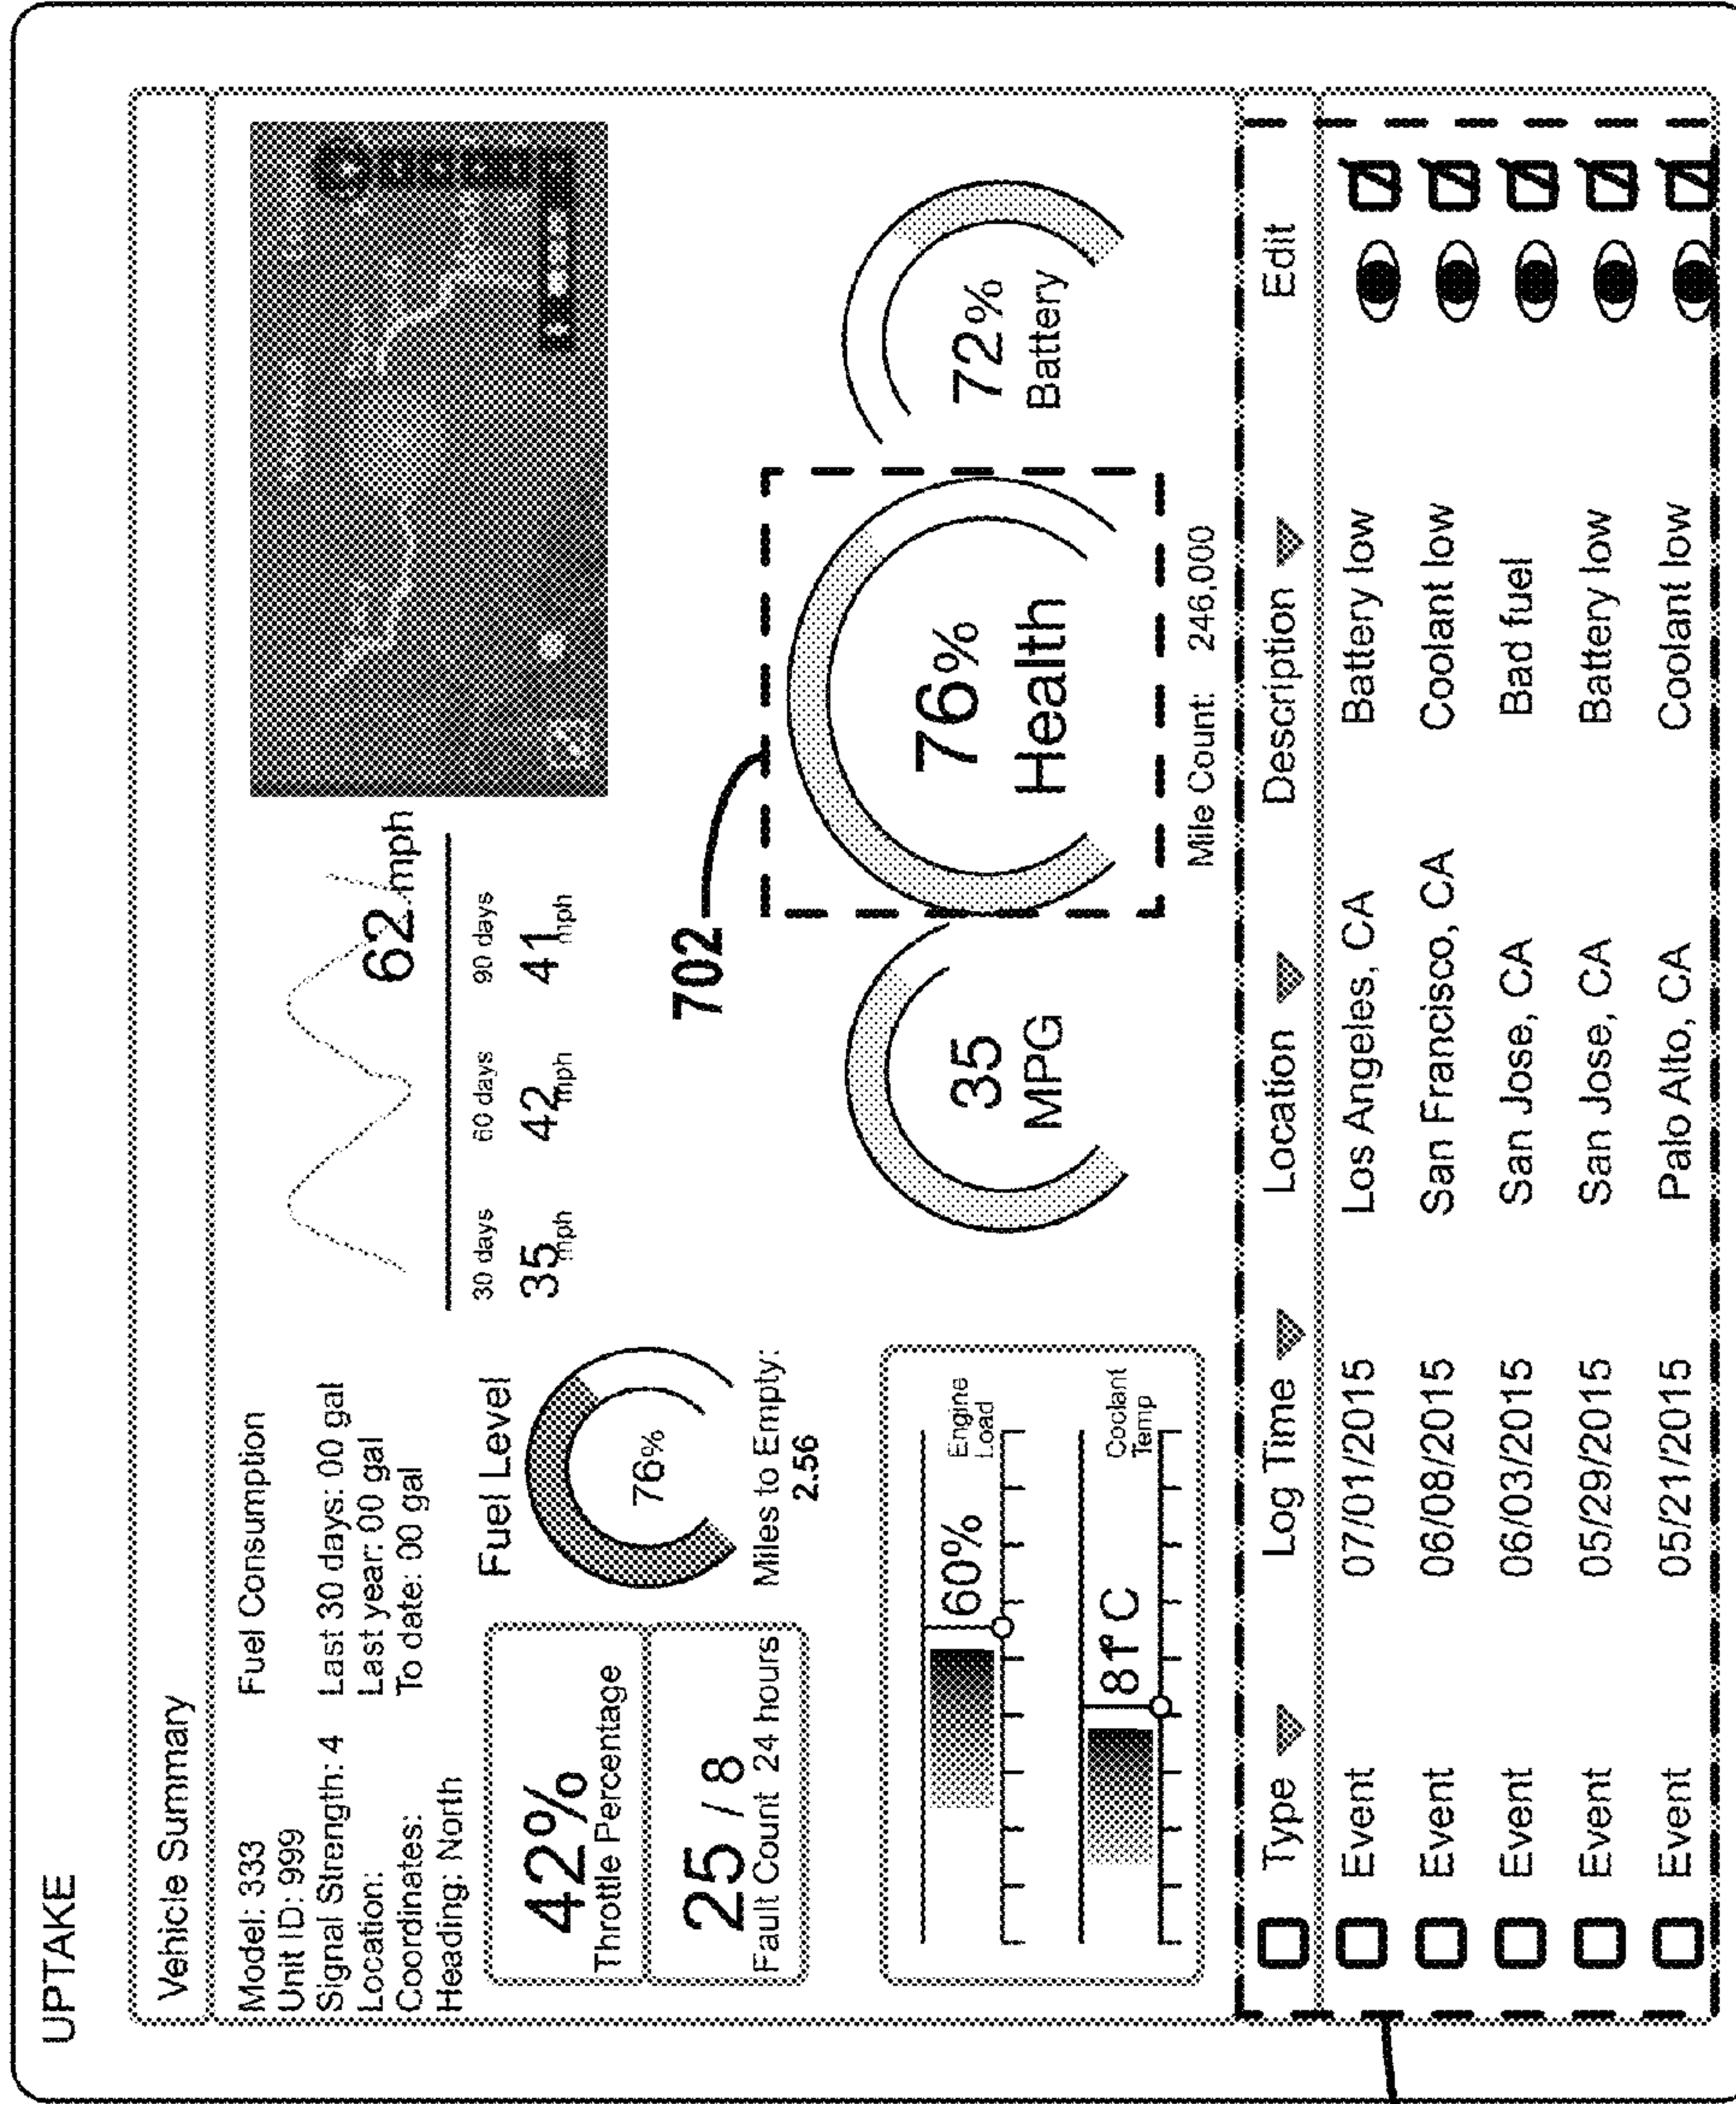 UPTAKE
Vehicle Summary
Model: 333
Unit ID: 999
Signal Strength: 4
Location:
Coordinates:
Heading: North
Fuel Consumption
Last 30 days: 00 gal
Last year: 00 gal
To date: 00 gal
42%
Throttle Percentage
25 / 8
Fault Count 24 hours
Fuel Level
76%
Miles to Empty:
2.56
62 mph
30 days 60 days 90 days
35 mph 42 mph 41 mph
60%
Engine
Load
81°C
Coolant
Temp
702
35
MPG
76%
Health
72%
Battery
Mile Count: 246,000
Type Log Time Location Description Edit
Event 07/01/2015 Los Angeles, CA Battery low
Event 06/08/2015 San Francisco, CA Coolant low
Event 06/03/2015 San Jose, CA Bad fuel
Event 05/29/2015 San Jose, CA Battery low
Event 05/21/2015 Palo Alto, CA Coolant low